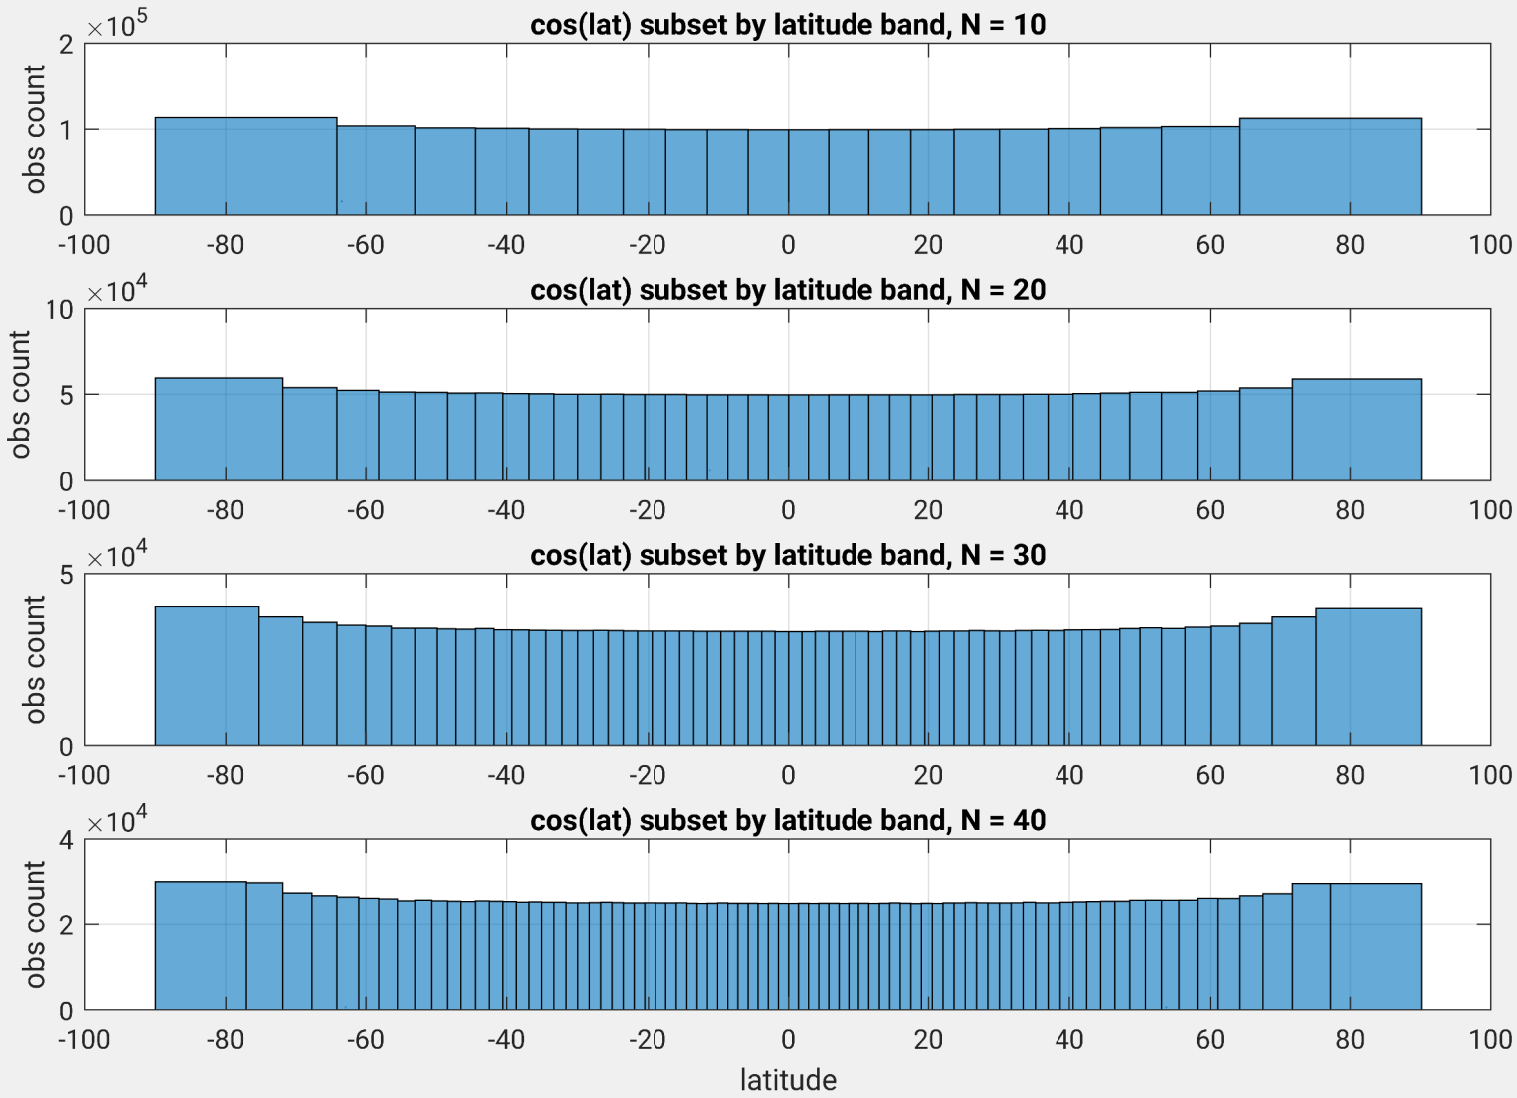 ×10^5
cos(lat) subset by latitude band, N = 10
2
1
0
obs count
-100 -80 -60 -40 -20 0 20 40 60 80 100
×10^4
cos(lat) subset by latitude band, N = 20
10
5
0
obs count
-100 -80 -60 -40 -20 0 20 40 60 80 100
×10^4
cos(lat) subset by latitude band, N = 30
5
0
obs count
-100 -80 -60 -40 -20 0 20 40 60 80 100
×10^4
cos(lat) subset by latitude band, N = 40
4
2
0
obs count
-100 -80 -60 -40 -20 0 20 40 60 80 100
latitude